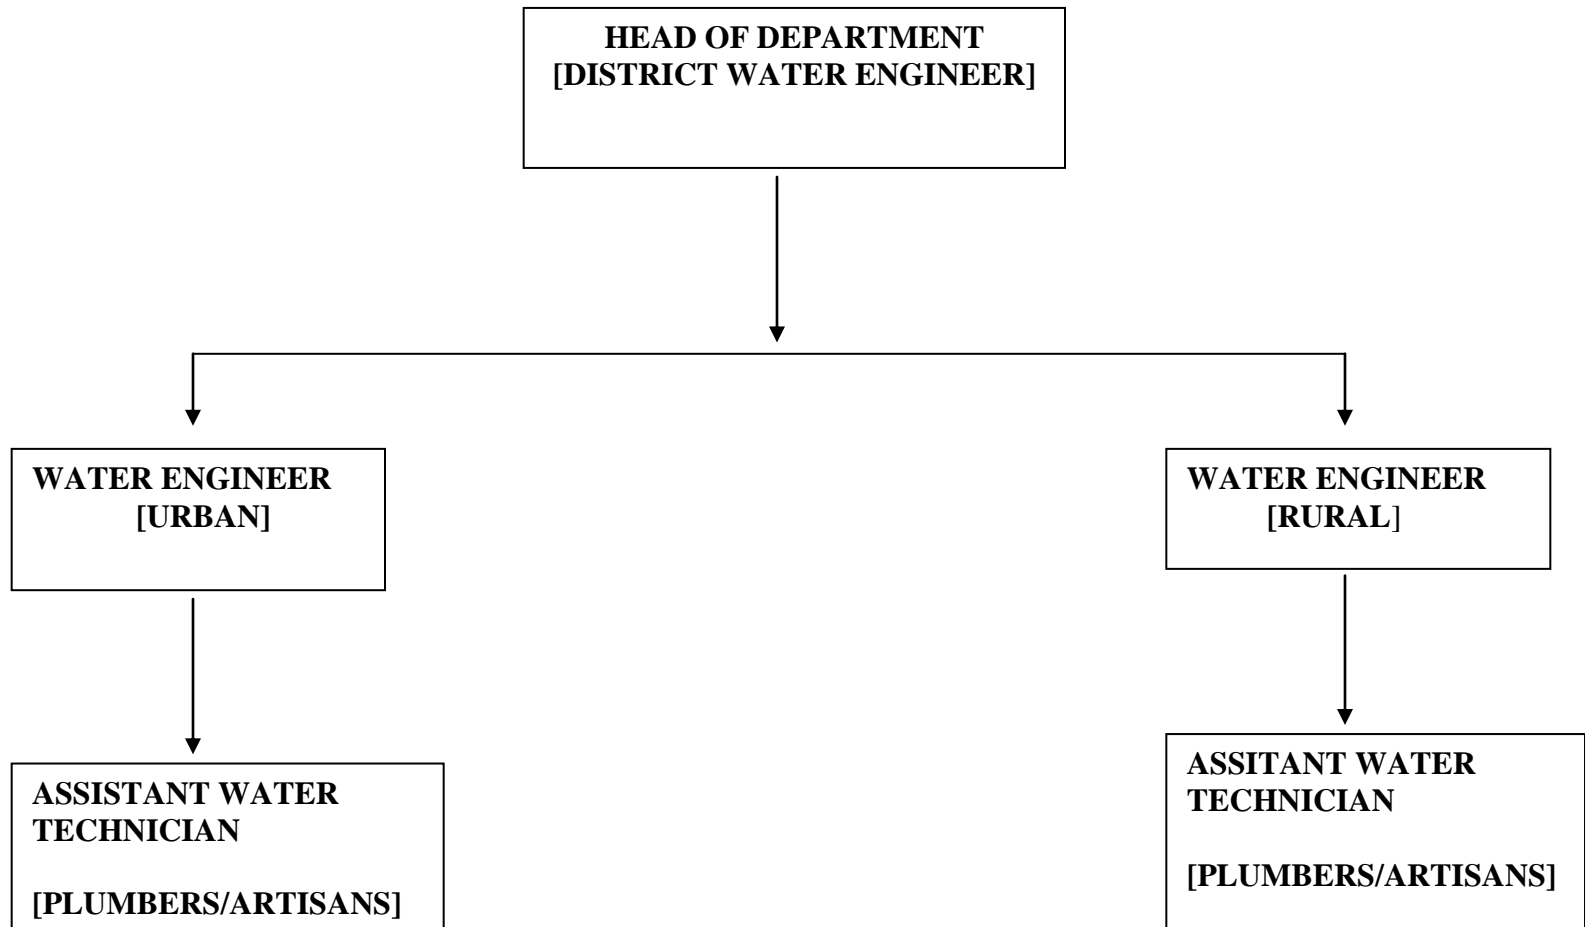 HEAD OF DEPARTMENT
[DISTRICT WATER ENGINEER]
WATER ENGINEER
[URBAN]
WATER ENGINEER
[RURAL]
ASSISTANT WATER
TECHNICIAN
[PLUMBERS/ARTISANS]
ASSITANT WATER
TECHNICIAN
[PLUMBERS/ARTISANS]